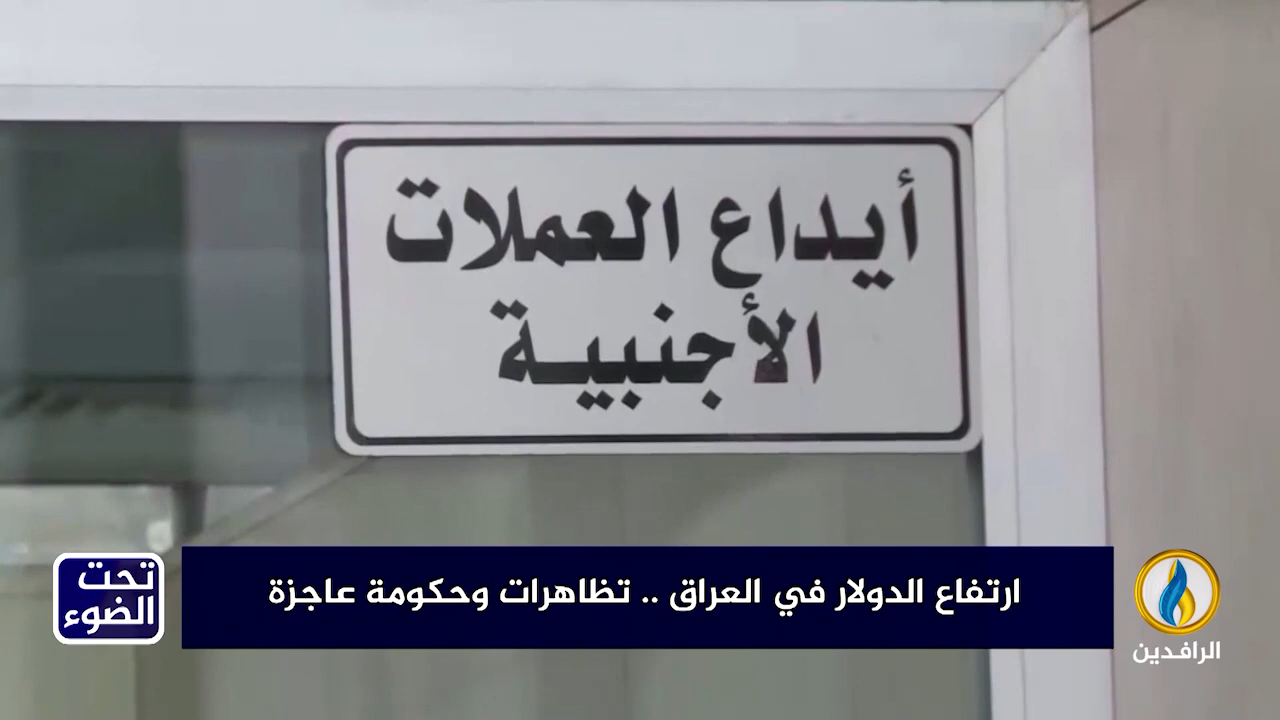 أيداع العملات
الأجنبية
ارتفاع الدولار في العراق .. تظاهرات وحكومة عاجزة
تحت
الضوء
الرافدين